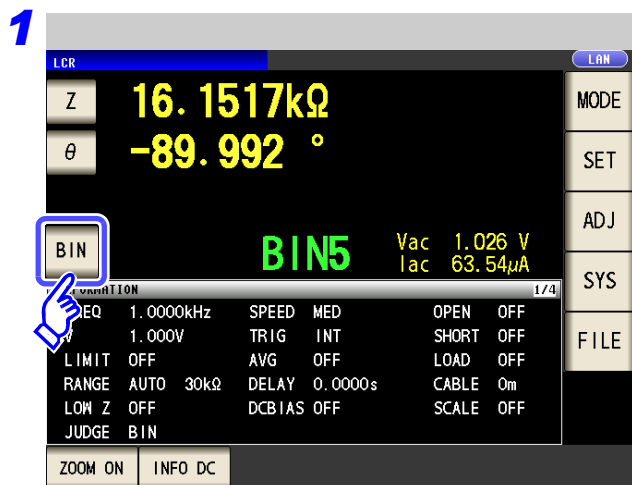 1
LCR LAN
Z 16.1517kΩ MODE
θ -89.992 ° SET
ADJ
BIN BIN5 Vac 1.026 V
Iac 63.54μA
SYS
INFORMATION 1/4
FREQ 1.0000kHz SPEED MED OPEN OFF
V 1.000V TRIG INT SHORT OFF
FILE
LIMIT OFF AVG OFF LOAD OFF
RANGE AUTO 30kΩ DELAY 0.0000s CABLE 0m
LOW Z OFF DCBIAS OFF SCALE OFF
JUDGE BIN
ZOOM ON INFO DC